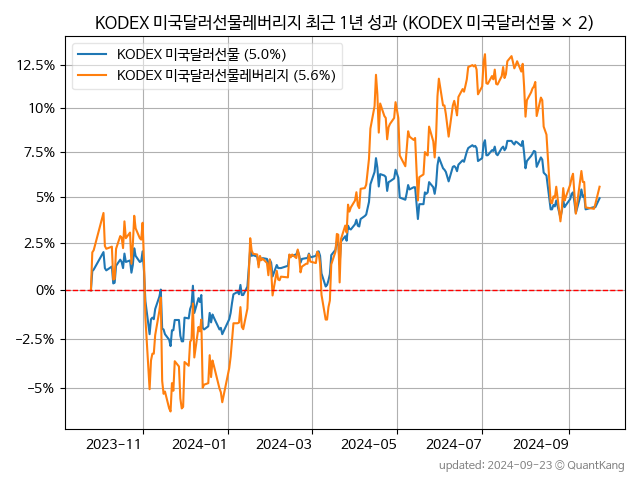 KODEX 미국달러선물레버리지 최근 1년 성과 (KODEX 미국달러선물 × 2)
KODEX 미국달러선물 (5.0%)
KODEX 미국달러선물레버리지 (5.6%)
12.5%
10%
7.5%
5%
2.5%
0%
−2.5%
−5%
2023-11 2024-01 2024-03 2024-05 2024-07 2024-09
updated: 2024-09-23 © QuantKang